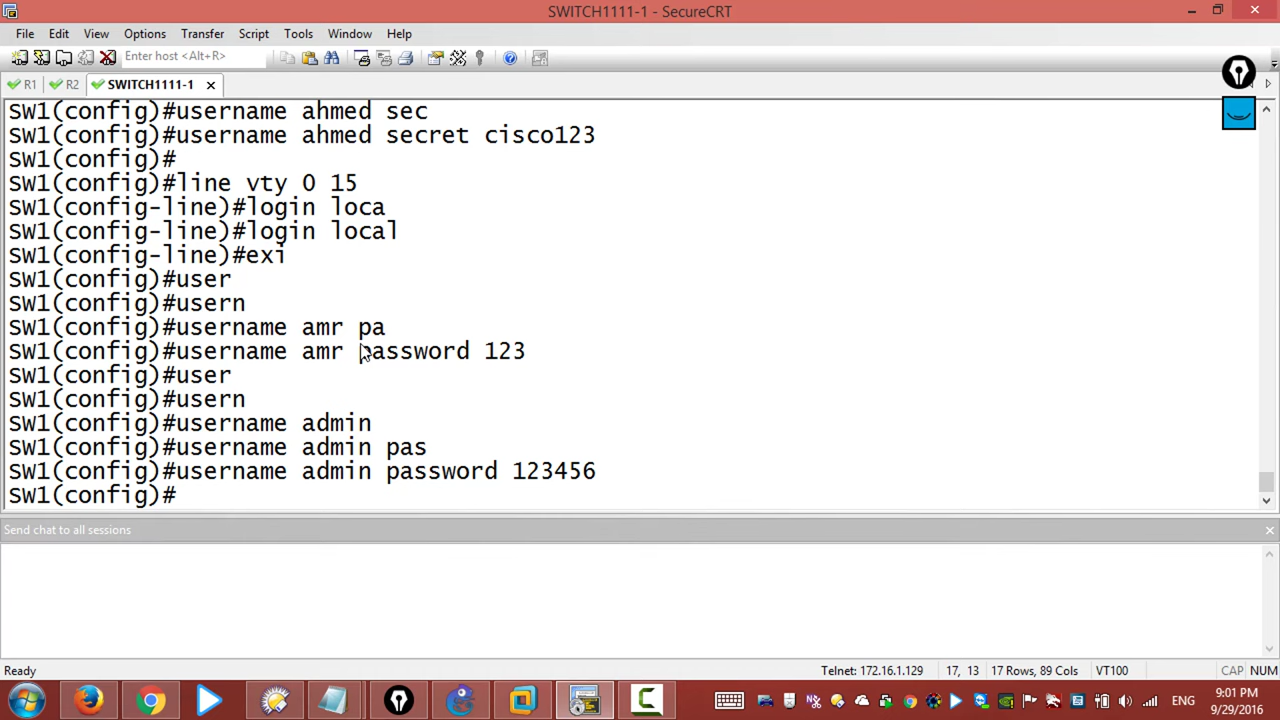 SWITCH1111-1 - SecureCRT
File Edit View Options Transfer Script Tools Window Help
Enter host <Alt+R>
R1 R2 SWITCH1111-1
SW1(config)#username ahmed sec
SW1(config)#username ahmed secret cisco123
SW1(config)#
SW1(config)#line vty 0 15
SW1(config-line)#login loca
SW1(config-line)#login local
SW1(config-line)#exi
SW1(config)#user
SW1(config)#usern
SW1(config)#username amr pa
SW1(config)#username amr password 123
SW1(config)#user
SW1(config)#usern
SW1(config)#username admin
SW1(config)#username admin pas
SW1(config)#username admin password 123456
SW1(config)#
Send chat to all sessions
Ready Telnet: 172.16.1.129 17, 13 17 Rows, 89 Cols VT100 CAP NUM
ENG 9:01 PM
9/29/2016